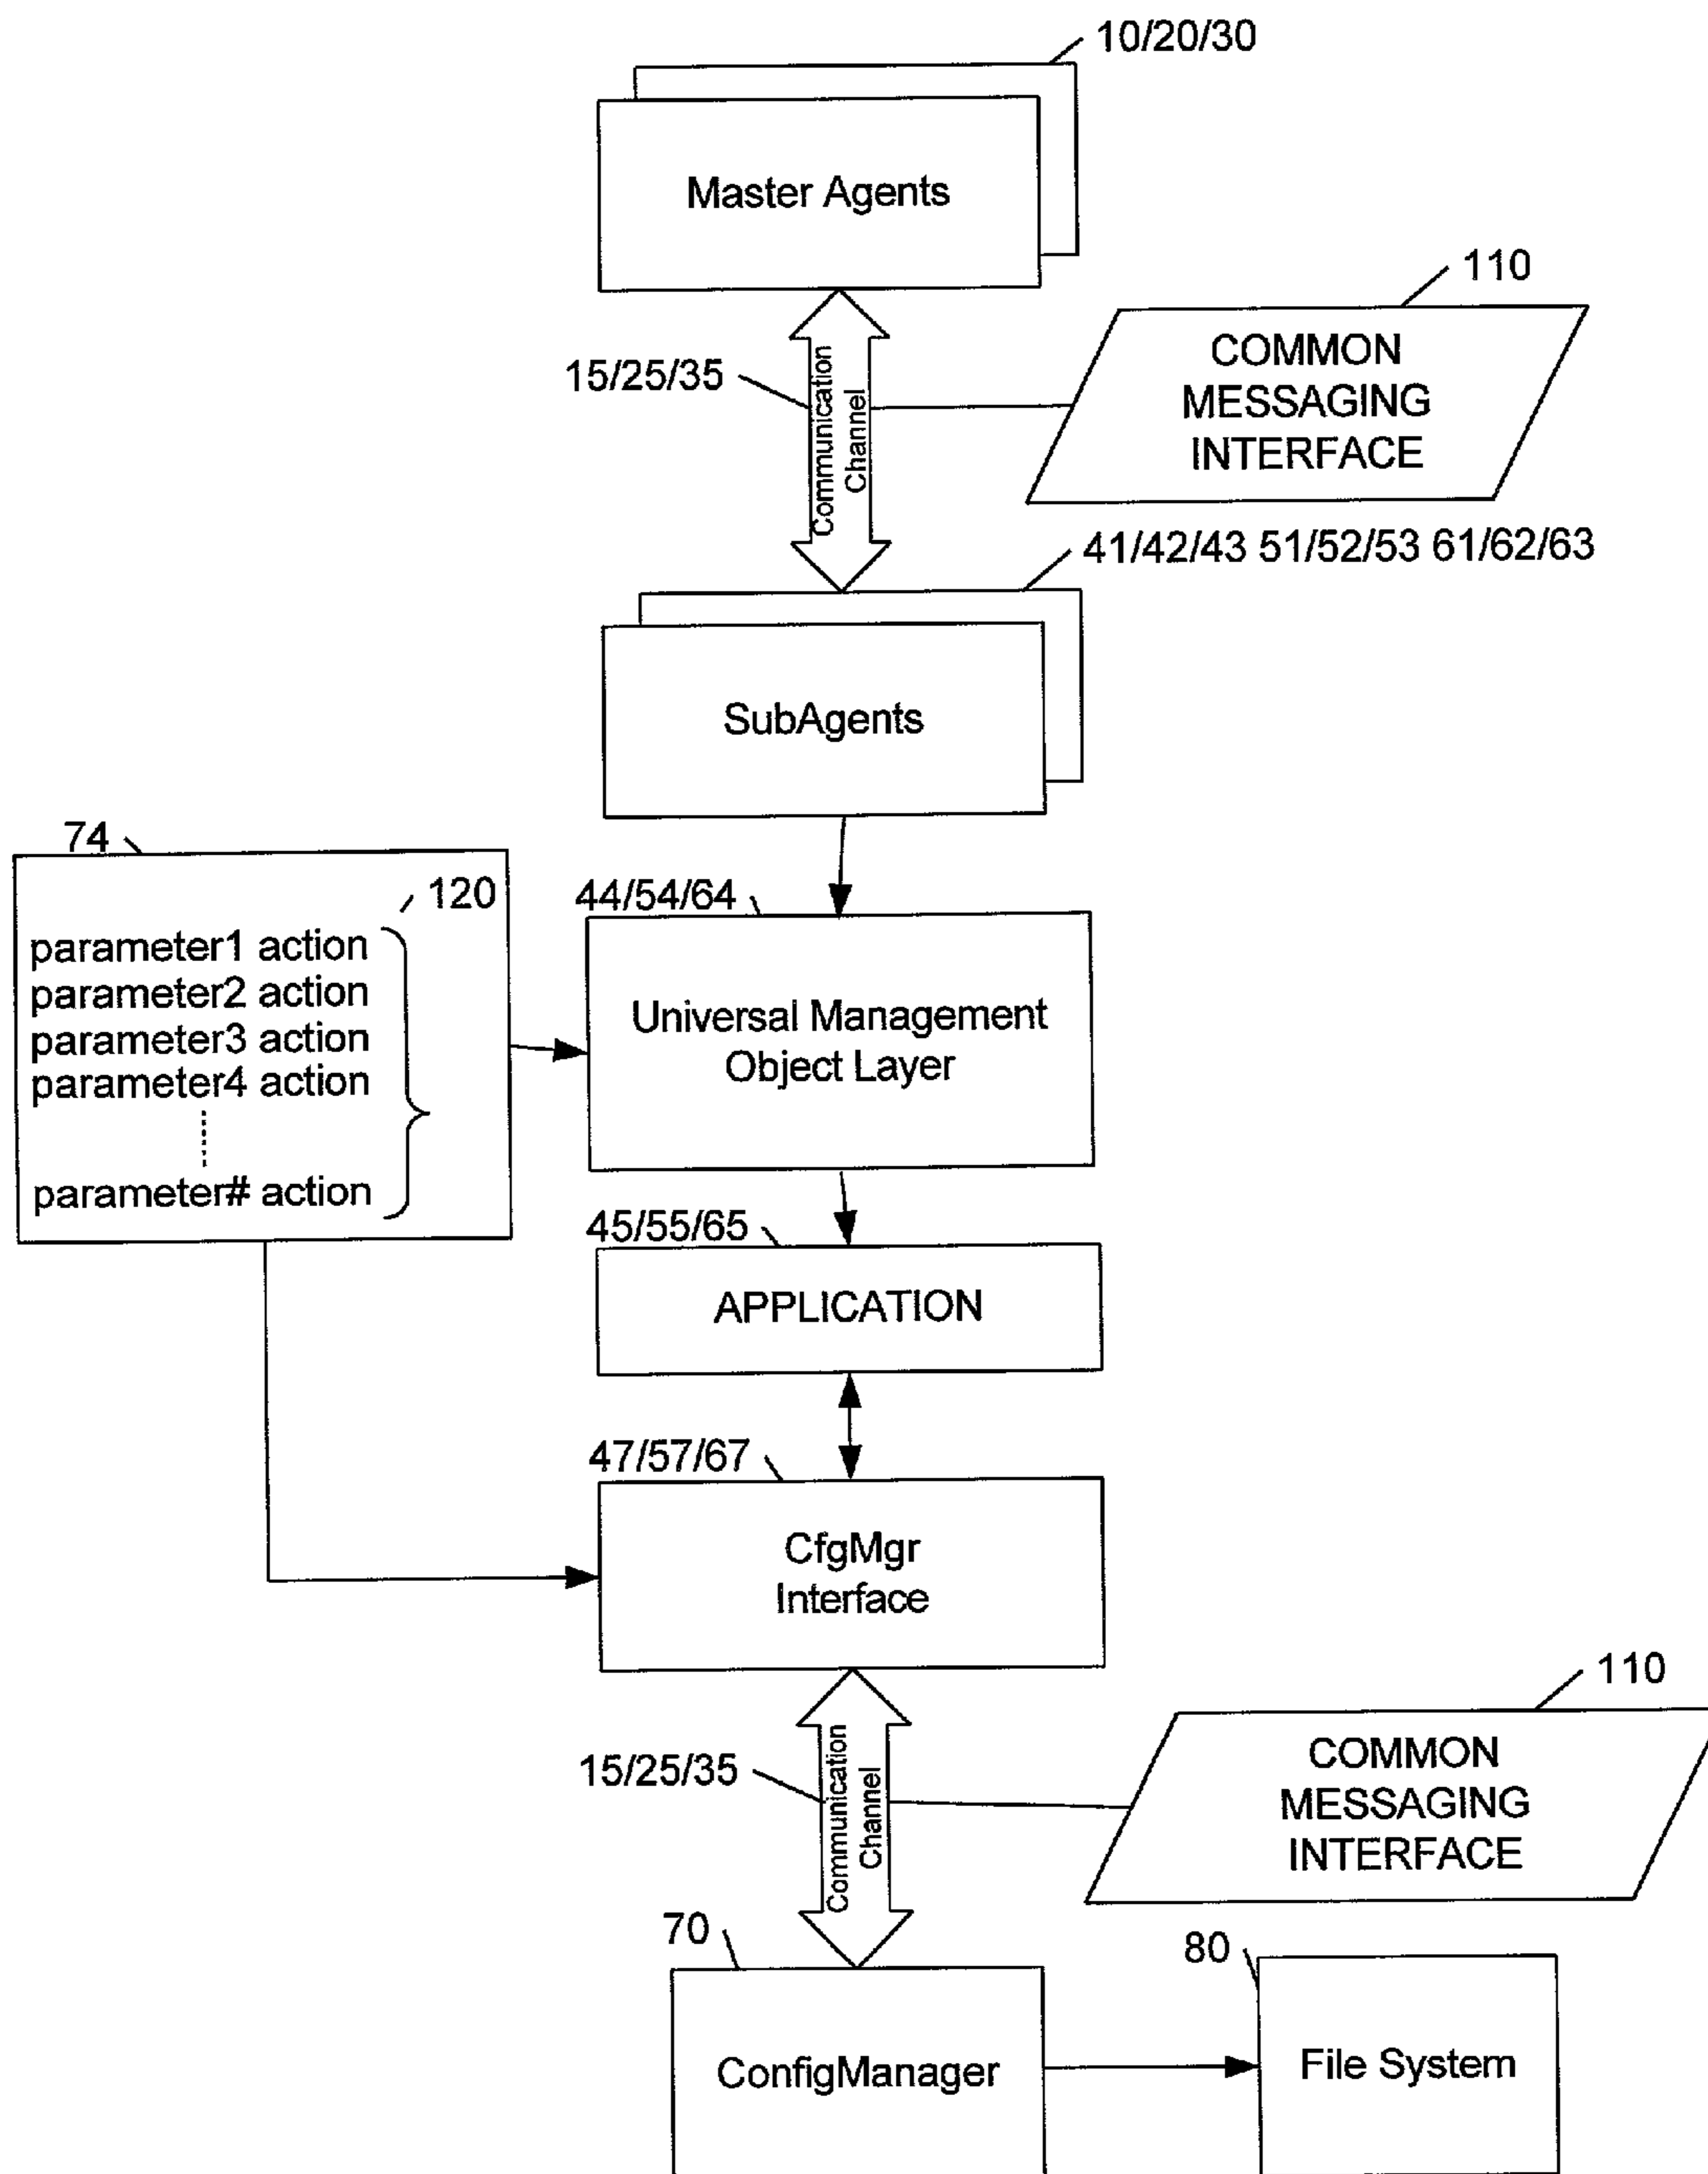 10/20/30
Master Agents
110
COMMON
MESSAGING
INTERFACE
15/25/35
Communication
Channel
41/42/43 51/52/53 61/62/63
SubAgents
74
120
parameter1 action
parameter2 action
parameter3 action
parameter4 action
parameter# action
44/54/64
Universal Management
Object Layer
45/55/65
APPLICATION
47/57/67
CfgMgr
Interface
110
COMMON
MESSAGING
INTERFACE
15/25/35
Communication
Channel
70
ConfigManager
80
File System